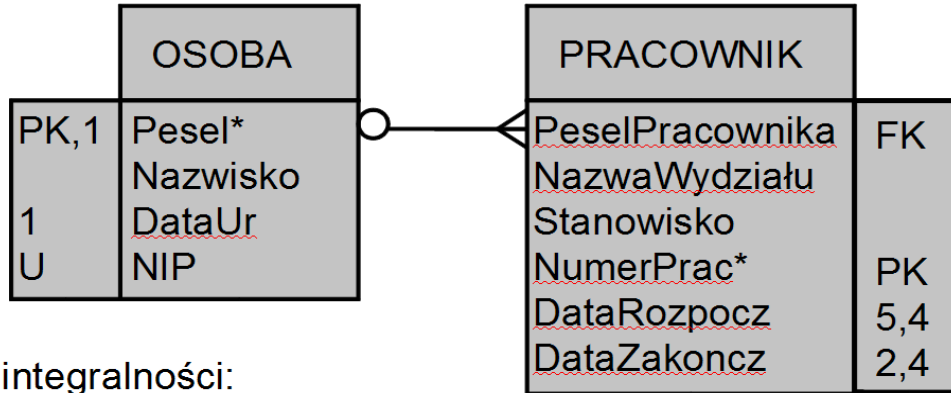 OSOBA
PK,1 Pesel*
Nazwisko
1 DataUr
U NIP
PRACOWNIK
PeselPracownika FK
NazwaWydziału
Stanowisko
NumerPrac* PK
DataRozpocz 5,4
DataZakoncz 2,4
integralności: